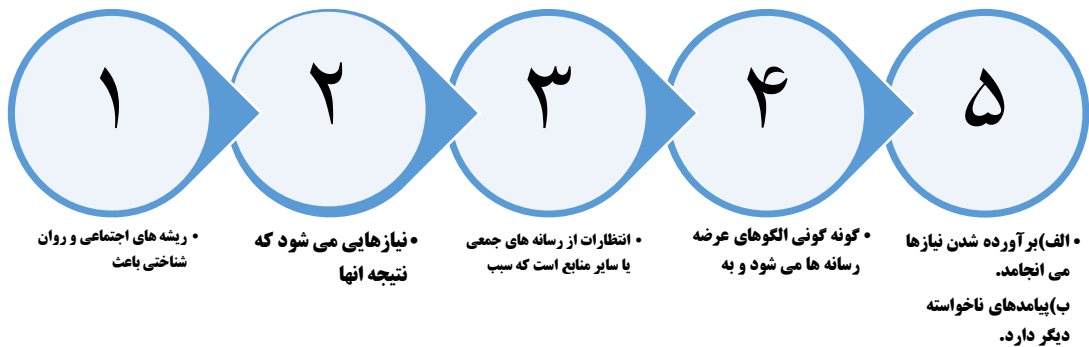 ۱
• ریشه های اجتماعی و روان
شناختی باعث
۲
• نیازهایی می شود که
نتیجه انها
۳
• انتظارات از رسانه های جمعی
یا سایر منابع است که سبب
۴
• گونه گونی الگوهای عرضه
رسانه ها می شود و به
۵
• الف)برآورده شدن نیازها
می انجامد.
ب)پیامدهای ناخواسته
دیگر دارد.